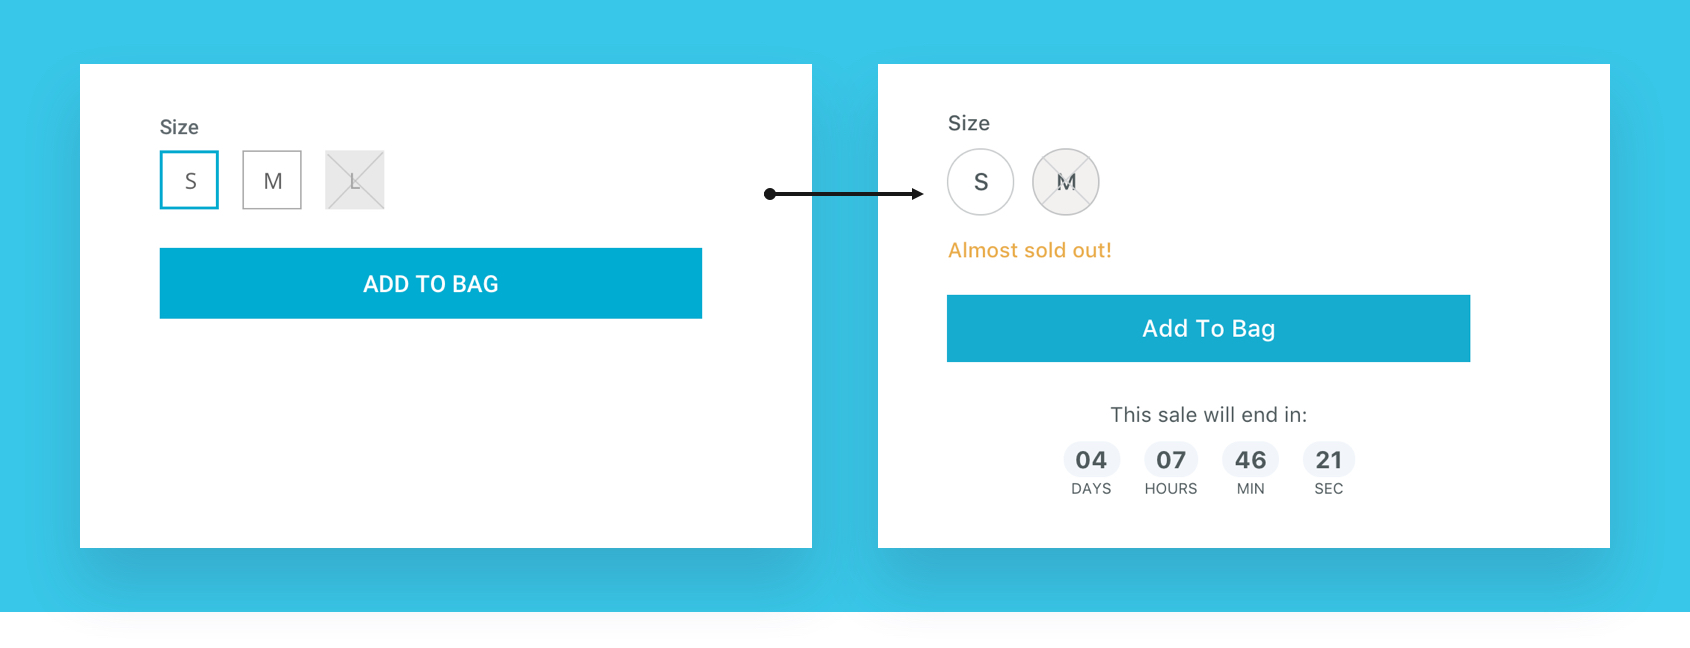 Size
S M L
ADD TO BAG
Size
S M
Almost sold out!
Add To Bag
This sale will end in:
04 07 46 21
DAYS HOURS MIN SEC